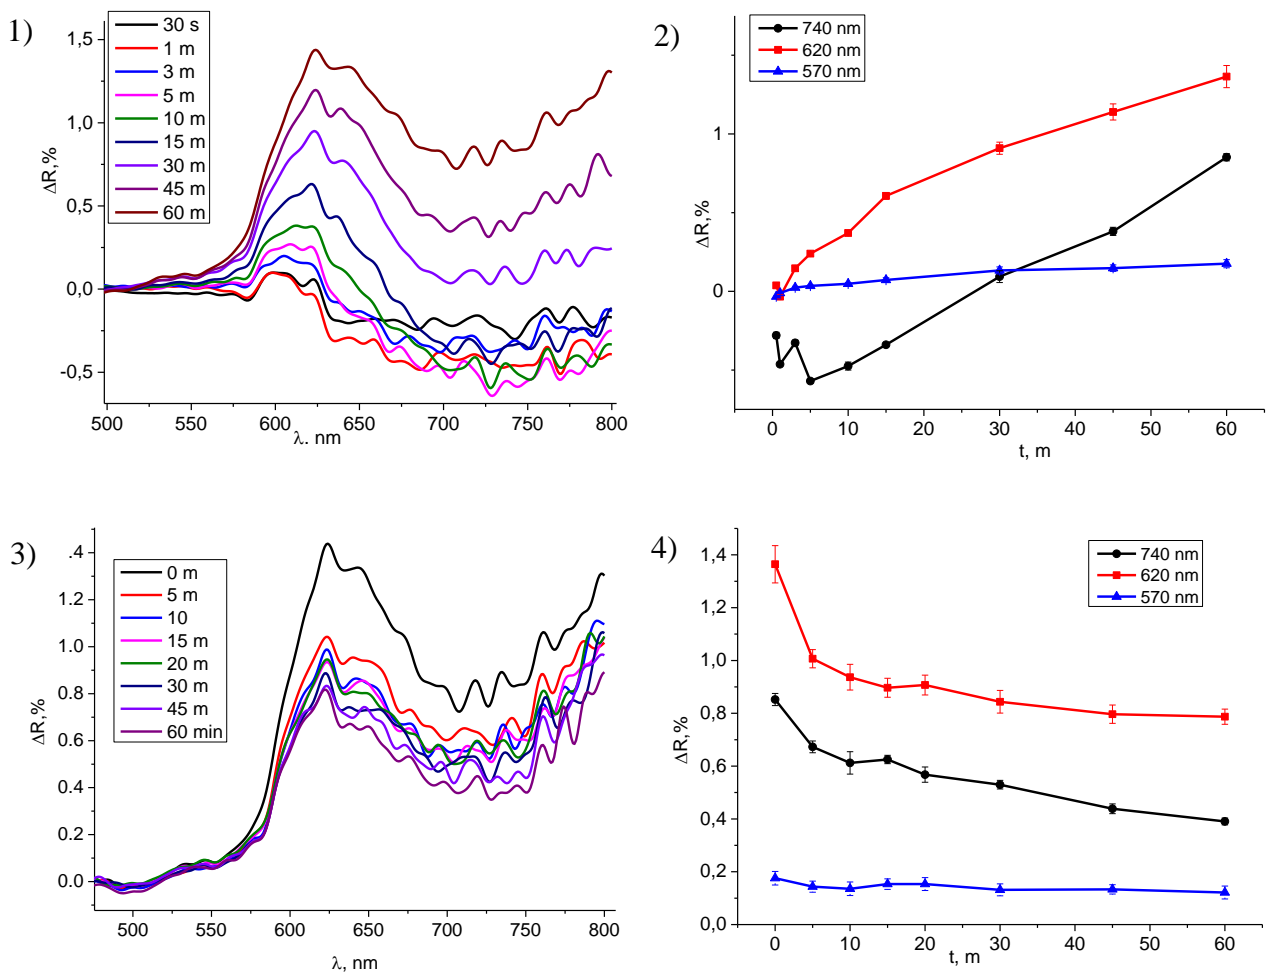 1)
30 s
1 m
3 m
5 m
10 m
15 m
30 m
45 m
60 m
1,5
1,0
0,5
0,0
-0,5
ΔR,%
500
550
600
650
700
750
800
λ, nm
2)
740 nm
620 nm
570 nm
1
0
ΔR,%
0
10
20
30
40
50
60
t, m
3)
0 m
5 m
10
15 m
20 m
30 m
45 m
60 min
.4
1.2
1.0
0.8
0.6
0.4
0.2
0.0
ΔR,%
500
550
600
650
700
750
800
λ, nm
4)
740 nm
620 nm
570 nm
1,4
1,2
1,0
0,8
0,6
0,4
0,2
0,0
ΔR,%
0
10
20
30
40
50
60
t, m